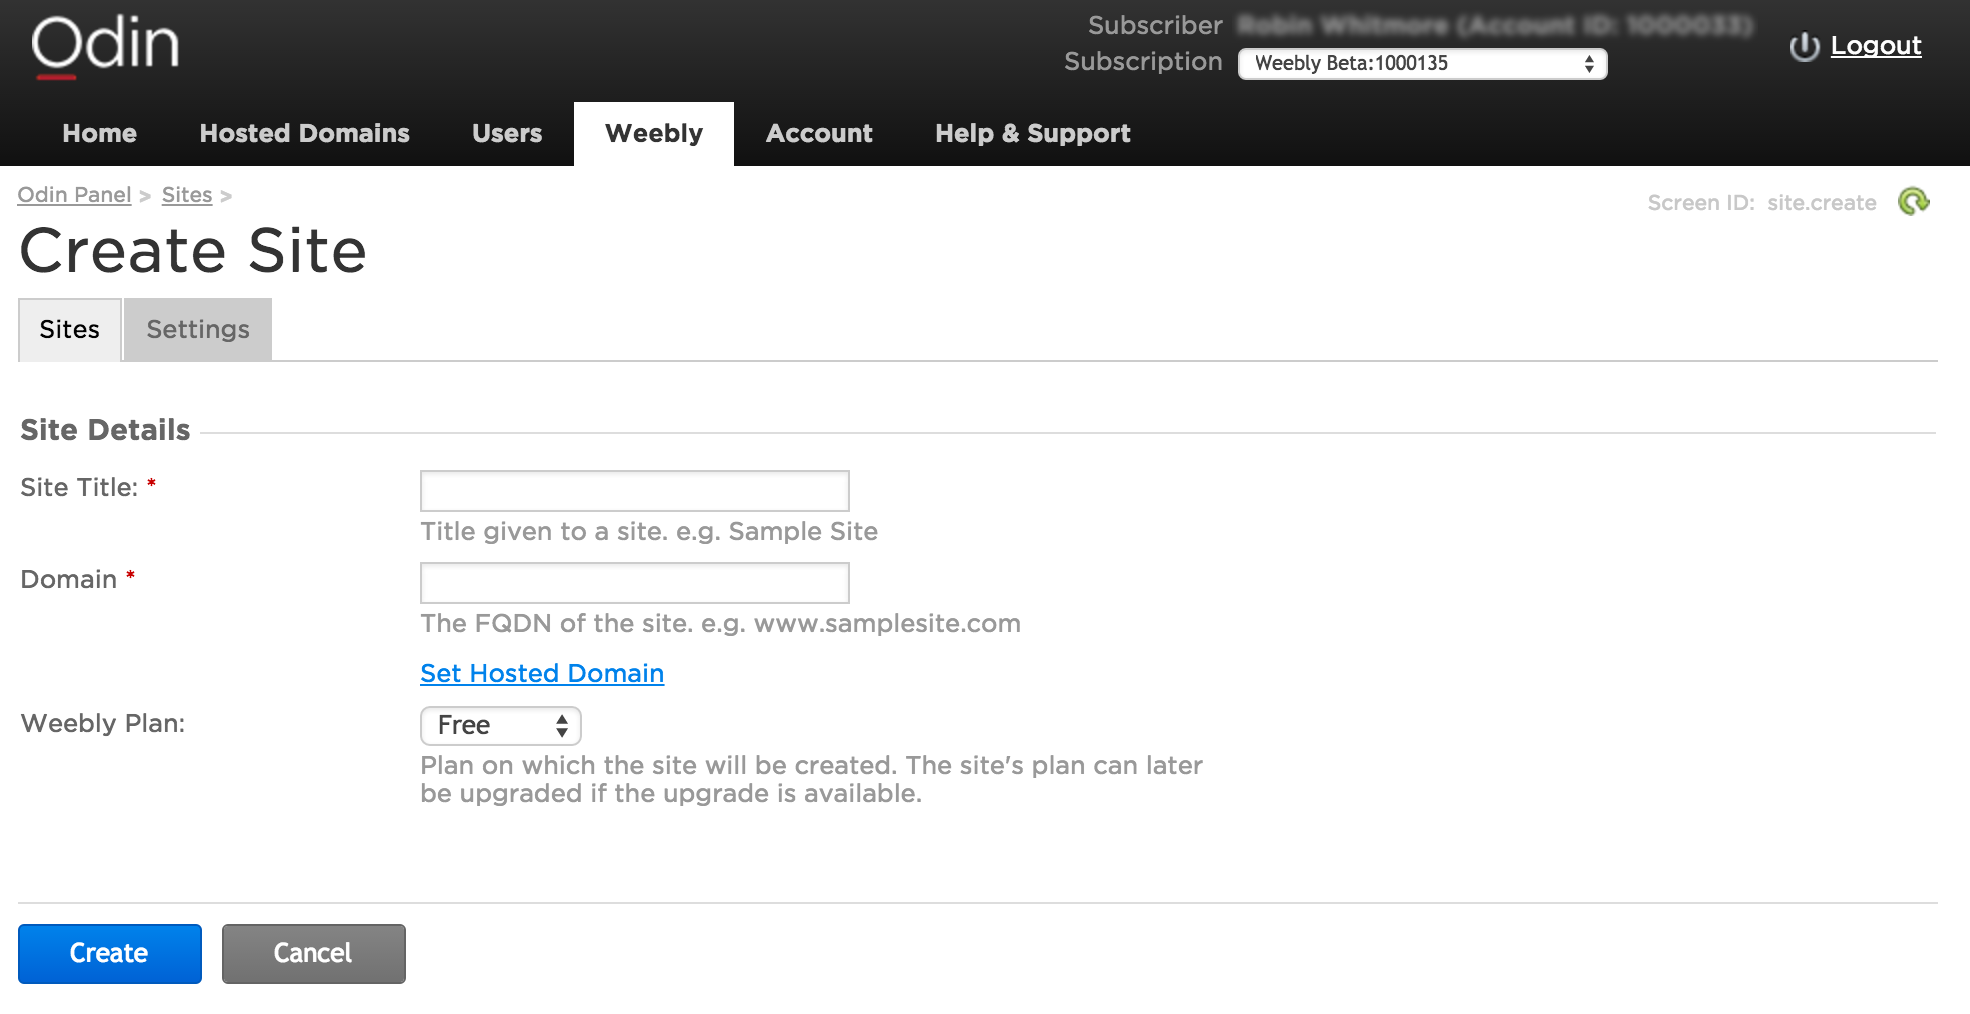 Odin
Subscriber
Subscription Weebly Beta:1000135
Logout
Home Hosted Domains Users Weebly Account Help & Support
Odin Panel > Sites >
Screen ID: site.create
Create Site
Sites Settings
Site Details
Site Title: *
Title given to a site. e.g. Sample Site
Domain *
The FQDN of the site. e.g. www.samplesite.com
Set Hosted Domain
Weebly Plan: Free
Plan on which the site will be created. The site's plan can later
be upgraded if the upgrade is available.
Create Cancel